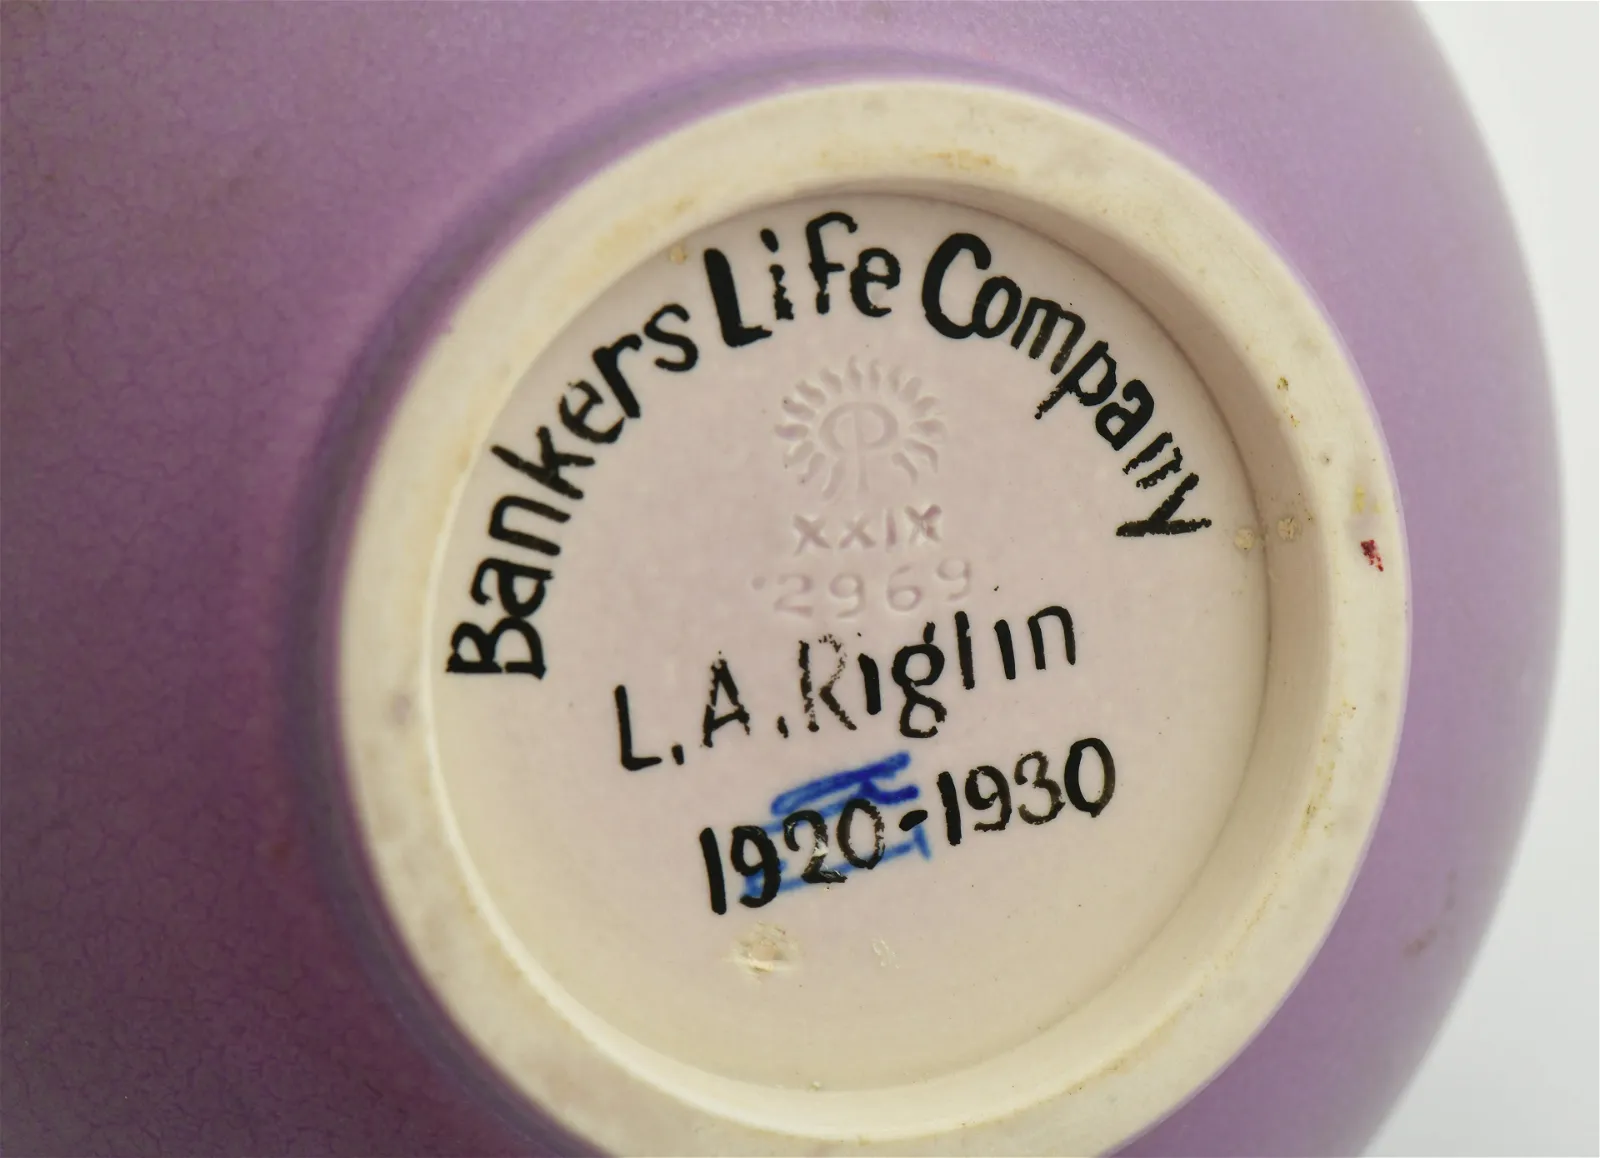 Bankers Life Company
XXIX
2969
L.A.Riglin
1920-1930